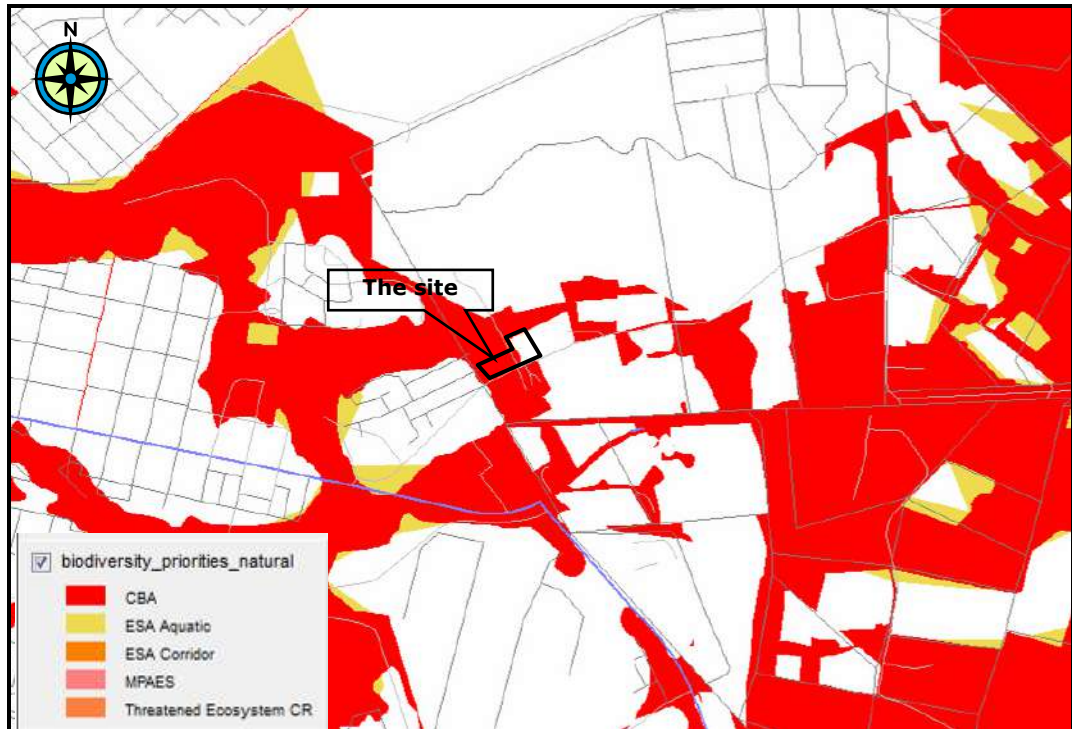 N
The site
biodiversity_priorities_natural
CBA
ESA Aquatic
ESA Corridor
MPAES
Threatened Ecosystem CR